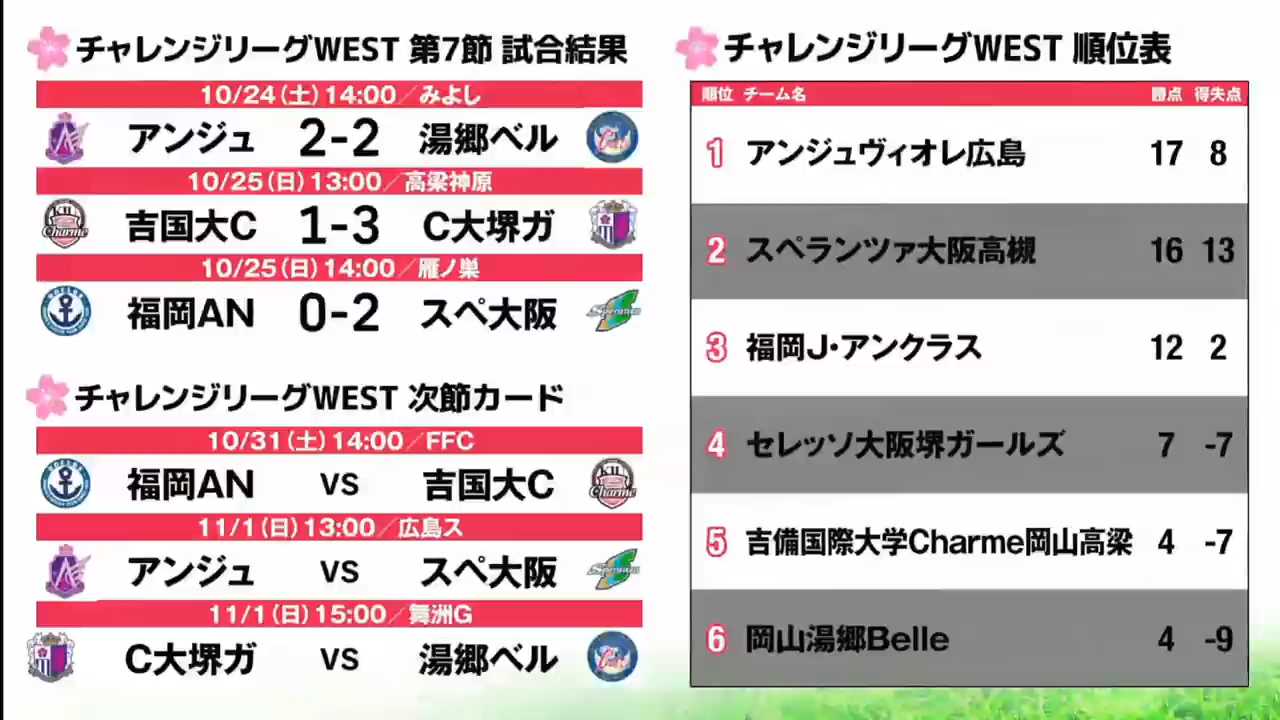 チャレンジリーグWEST 第7節 試合結果
10/24(土)14:00/みよし
アンジュ 2-2 湯郷ベル
10/25(日)13:00/高梁神原
吉国大C 1-3 C大堺ガ
10/25(日)14:00/雁ノ巣
福岡AN 0-2 スペ大阪
チャレンジリーグWEST 次節カード
10/31(土)14:00/FFC
福岡AN VS 吉国大C
11/1(日)13:00/広島ス
アンジュ VS スペ大阪
11/1(日)15:00/舞洲G
C大堺ガ VS 湯郷ベル
チャレンジリーグWEST 順位表
順位 チーム名 勝点 得失点
1 アンジュヴィオレ広島 17 8
2 スペランツァ大阪高槻 16 13
3 福岡J・アンクラス 12 2
4 セレッソ大阪堺ガールズ 7 -7
5 吉備国際大学Charme岡山高梁 4 -7
6 岡山湯郷Belle 4 -9